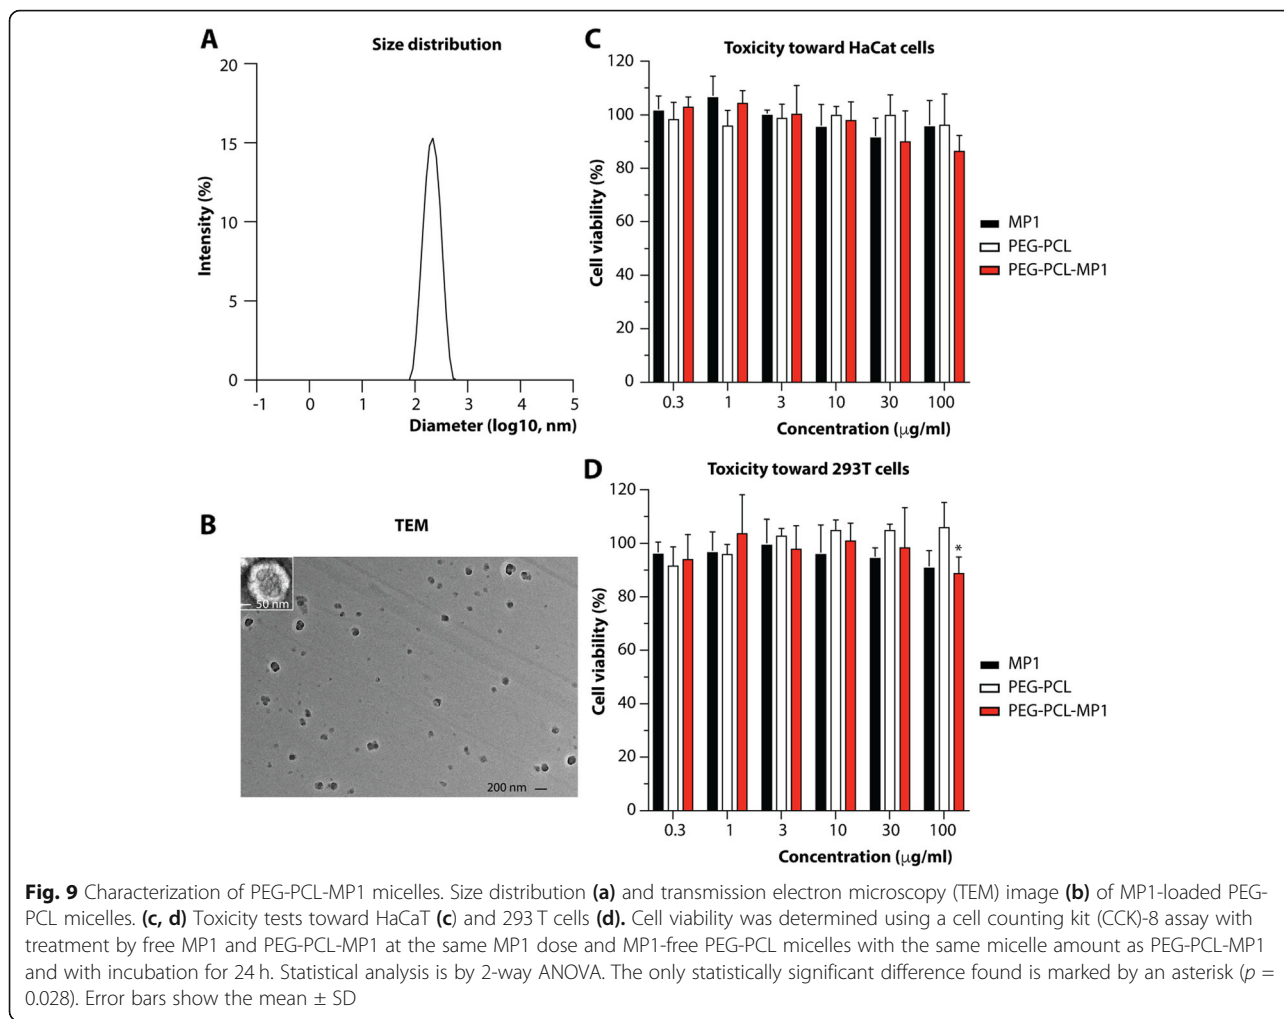 A
Size distribution
20
15
10
5
0
Intensity (%)
-1 0 1 2 3 4 5
Diameter (log10, nm)
B
TEM
50 nm
200 nm
C
Toxicity toward HaCat cells
120
100
80
60
40
20
0
Cell viability (%)
0.3 1 3 10 30 100
Concentration (μg/ml)
MP1
PEG-PCL
PEG-PCL-MP1
D
Toxicity toward 293T cells
120
100
80
60
40
20
0
Cell viability (%)
*
0.3 1 3 10 30 100
Concentration (μg/ml)
MP1
PEG-PCL
PEG-PCL-MP1
Fig. 9 Characterization of PEG-PCL-MP1 micelles. Size distribution (a) and transmission electron microscopy (TEM) image (b) of MP1-loaded PEG-
PCL micelles. (c, d) Toxicity tests toward HaCaT (c) and 293 T cells (d). Cell viability was determined using a cell counting kit (CCK)-8 assay with
treatment by free MP1 and PEG-PCL-MP1 at the same MP1 dose and MP1-free PEG-PCL micelles with the same micelle amount as PEG-PCL-MP1
and with incubation for 24 h. Statistical analysis is by 2-way ANOVA. The only statistically significant difference found is marked by an asterisk (p =
0.028). Error bars show the mean ± SD